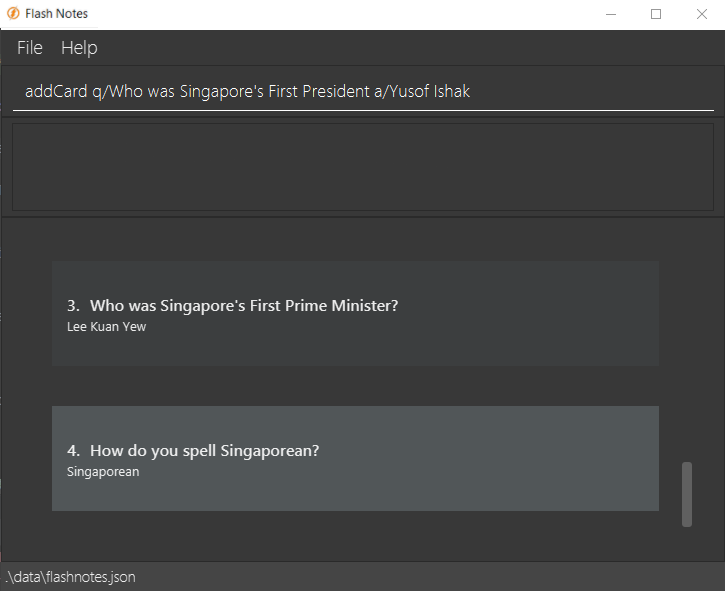 Flash Notes
File Help
addCard q/Who was Singapore's First President a/Yusof Ishak
3. Who was Singapore's First Prime Minister?
Lee Kuan Yew
4. How do you spell Singaporean?
Singaporean
.\data\flashnotes.json